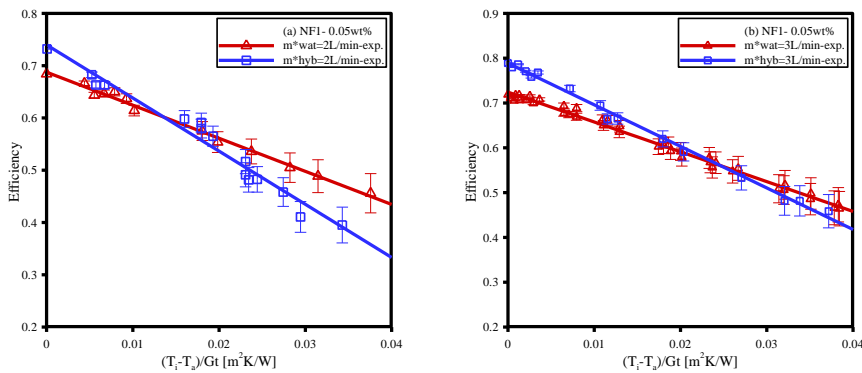 (a) NF1- 0.05wt%
m*wat=2L/min-exp.
m*hyb=2L/min-exp.
0.8
0.7
0.6
0.5
0.4
0.3
0.2
Efficiency
0
0.01
0.02
0.03
0.04
(Ti-Ta)/Gt [m²K/W]
(b) NF1- 0.05wt%
m*wat=3L/min-exp.
m*hyb=3L/min-exp.
0.9
0.8
0.7
0.6
0.5
0.4
0.3
0.2
Efficiency
0
0.01
0.02
0.03
0.04
(Ti-Ta)/Gt [m²K/W]